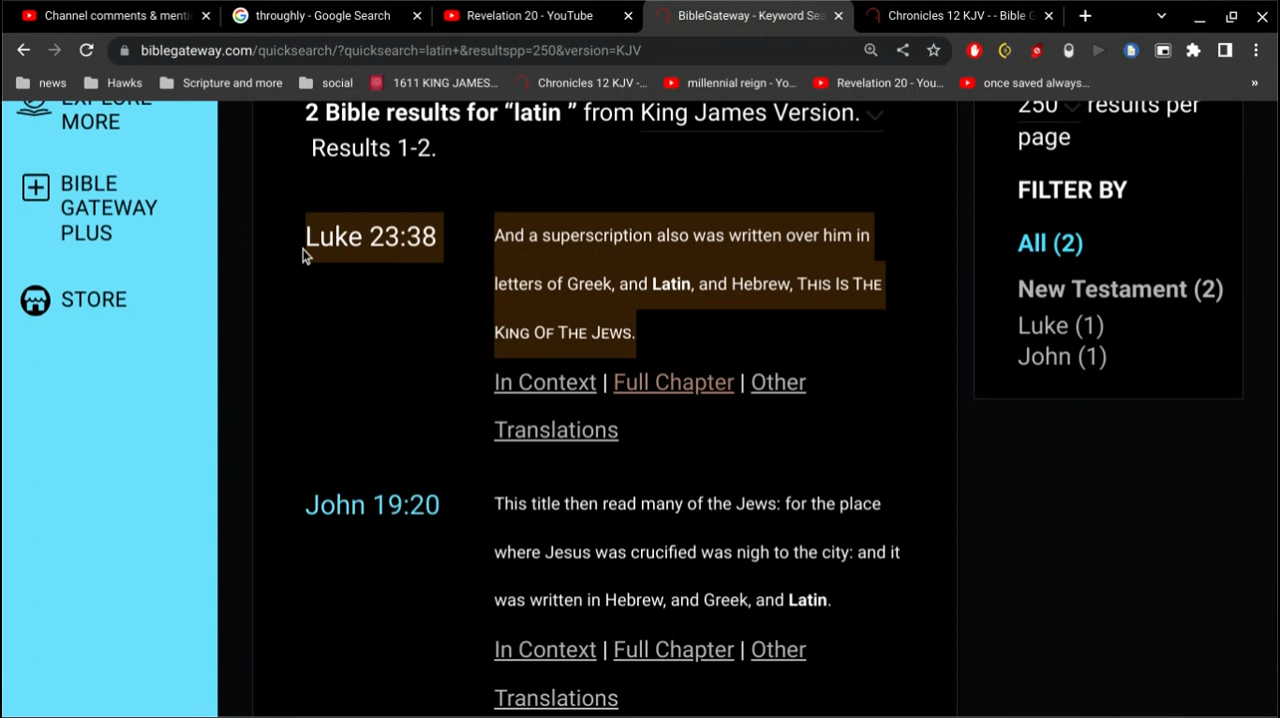 Channel comments & menti
throughly - Google Search
Revelation 20 - YouTube
BibleGateway - Keyword Sea
Chronicles 12 KJV - - Bible G
biblegateway.com/quicksearch/?quicksearch=latin+&resultspp=250&version=KJV
news
Hawks
Scripture and more
social
1611 KING JAMES...
Chronicles 12 KJV -...
millennial reign - Yo...
Revelation 20 - You...
once saved always...
»
EXPLORE
MORE
BIBLE
GATEWAY
PLUS
STORE
2 Bible results for “latin ” from King James Version.
Results 1-2.
Luke 23:38
And a superscription also was written over him in
letters of Greek, and Latin, and Hebrew, THIS IS THE
KING OF THE JEWS.
In Context | Full Chapter | Other
Translations
John 19:20
This title then read many of the Jews: for the place
where Jesus was crucified was nigh to the city: and it
was written in Hebrew, and Greek, and Latin.
In Context | Full Chapter | Other
Translations
250 results per
page
FILTER BY
All (2)
New Testament (2)
Luke (1)
John (1)